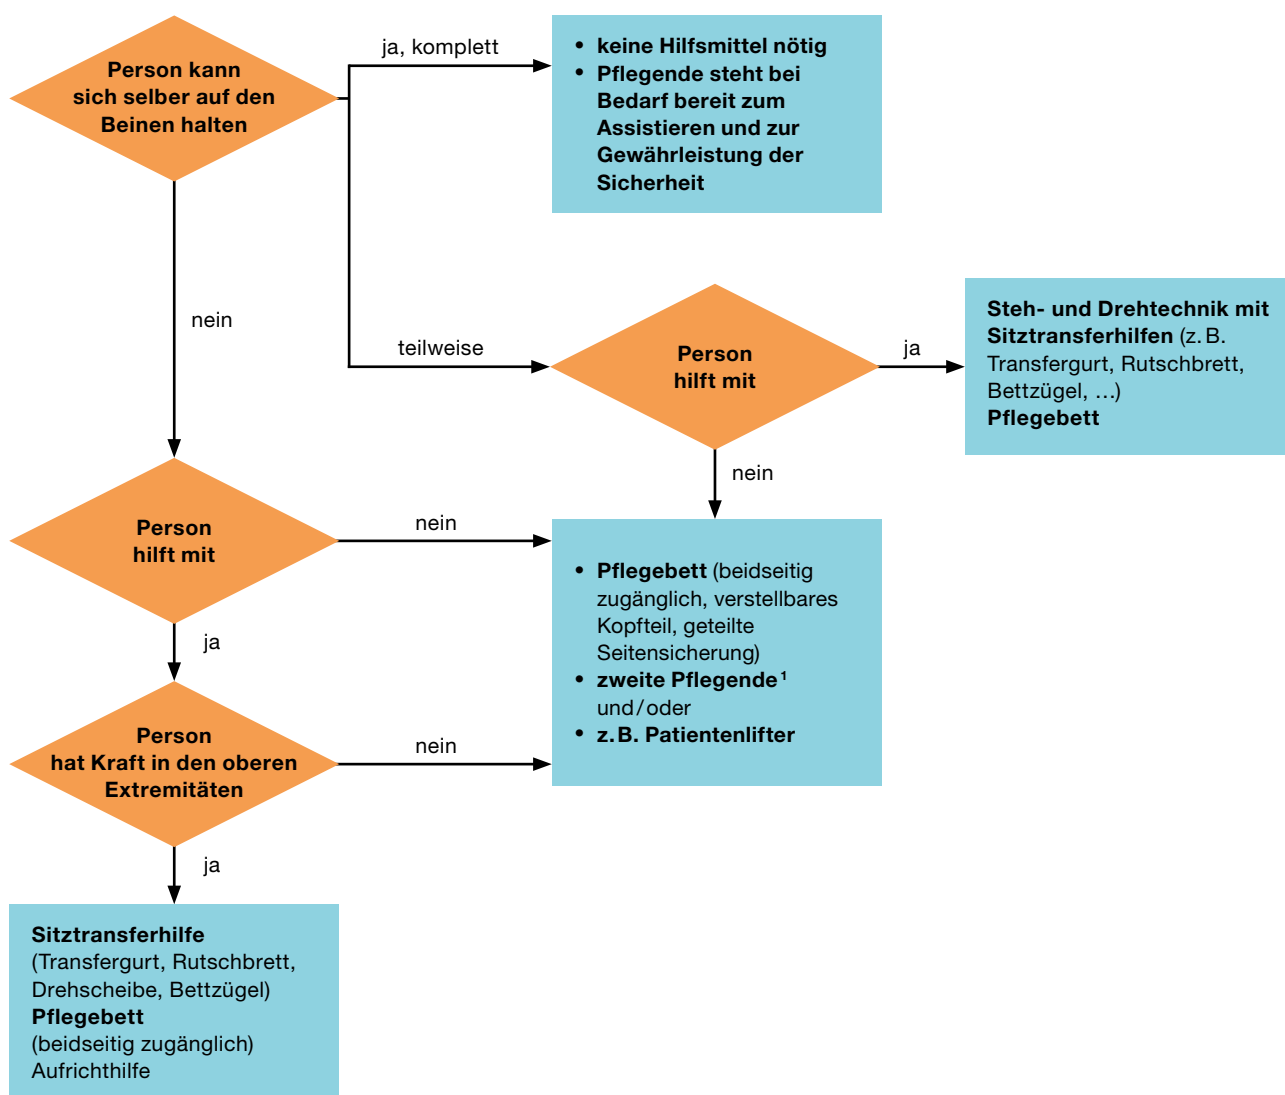 Person kann
sich selber auf den
Beinen halten
ja, komplett
• keine Hilfsmittel nötig
• Pflegende steht bei
Bedarf bereit zum
Assistieren und zur
Gewährleistung der
Sicherheit
nein
teilweise
Person
hilft mit
ja
Steh- und Drehtechnik mit
Sitztransferhilfen (z. B.
Transfergurt, Rutschbrett,
Bettzügel, …)
Pflegebett
nein
Person
hilft mit
nein
• Pflegebett (beidseitig
zugänglich, verstellbares
Kopfteil, geteilte
Seitensicherung)
• zweite Pflegende¹
und/oder
• z. B. Patientenlifter
ja
Person
hat Kraft in den oberen
Extremitäten
nein
ja
Sitztransferhilfe
(Transfergurt, Rutschbrett,
Drehscheibe, Bettzügel)
Pflegebett
(beidseitig zugänglich)
Aufrichthilfe